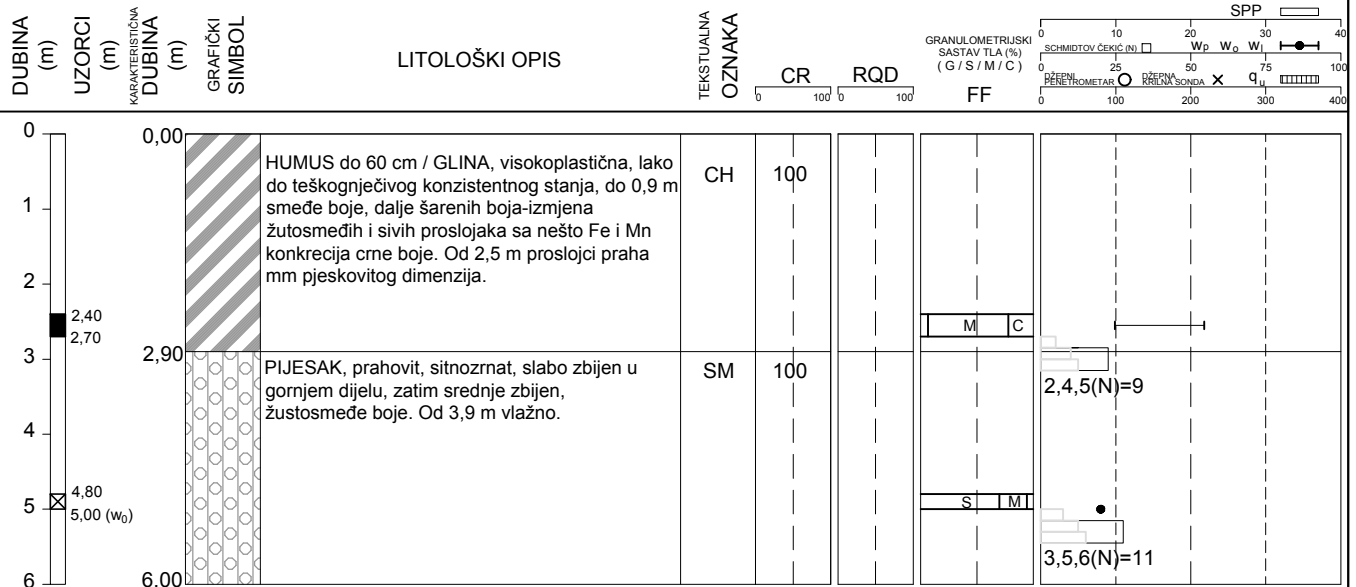 DUBINA
(m)
UZORCI
(m)
KARAKTERISTIČNA
DUBINA
(m)
GRAFIČKI
SIMBOL
LITOLOŠKI OPIS
TEKSTUALNA
OZNAKA
CR
0 100
RQD
0 100
GRANULOMETRIJSKI
SASTAV TLA (%)
( G / S / M / C )
FF
SPP
0 10 20 30 40
SCHMIDTOV ČEKIĆ (N) wP wo wl
0 25 50 75 100
DŽEPNI
PENETROMETAR
DŽEPNA
KRILNA SONDA
qu
0 100 200 300 400
0
0,00
HUMUS do 60 cm / GLINA, visokoplastična, lako
do teškognječivog konzistentnog stanja, do 0,9 m
smeđe boje, dalje šarenih boja-izmjena
žutosmeđih i sivih proslojaka sa nešto Fe i Mn
konkrecija crne boje. Od 2,5 m proslojci praha
mm pjeskovitog dimenzija.
CH
100
1
2
2,40
2,70
M C
3
2,90
PIJESAK, prahovit, sitnozrnat, slabo zbijen u
gornjem dijelu, zatim srednje zbijen,
žustosmeđe boje. Od 3,9 m vlažno.
SM
100
2,4,5(N)=9
4
4,80
5
5,00 (w0)
S M
3,5,6(N)=11
6
6,00